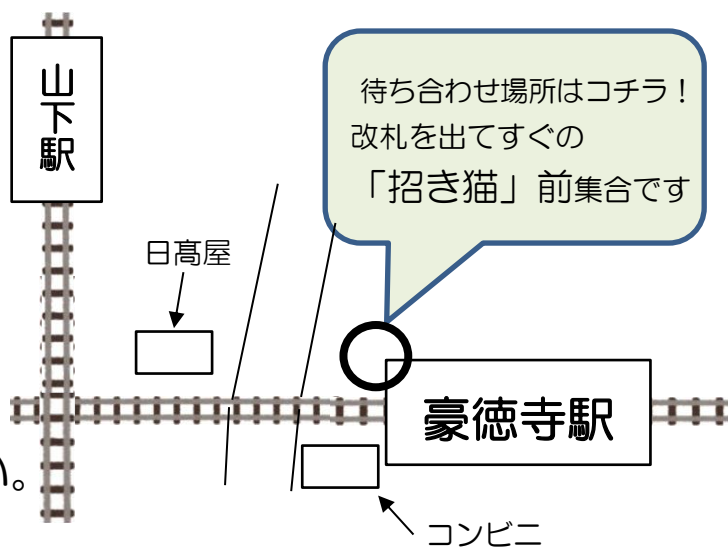 山下駅
待ち合わせ場所はコチラ！
改札を出てすぐの
「招き猫」前集合です
日髙屋
豪徳寺駅
い。
コンビニ